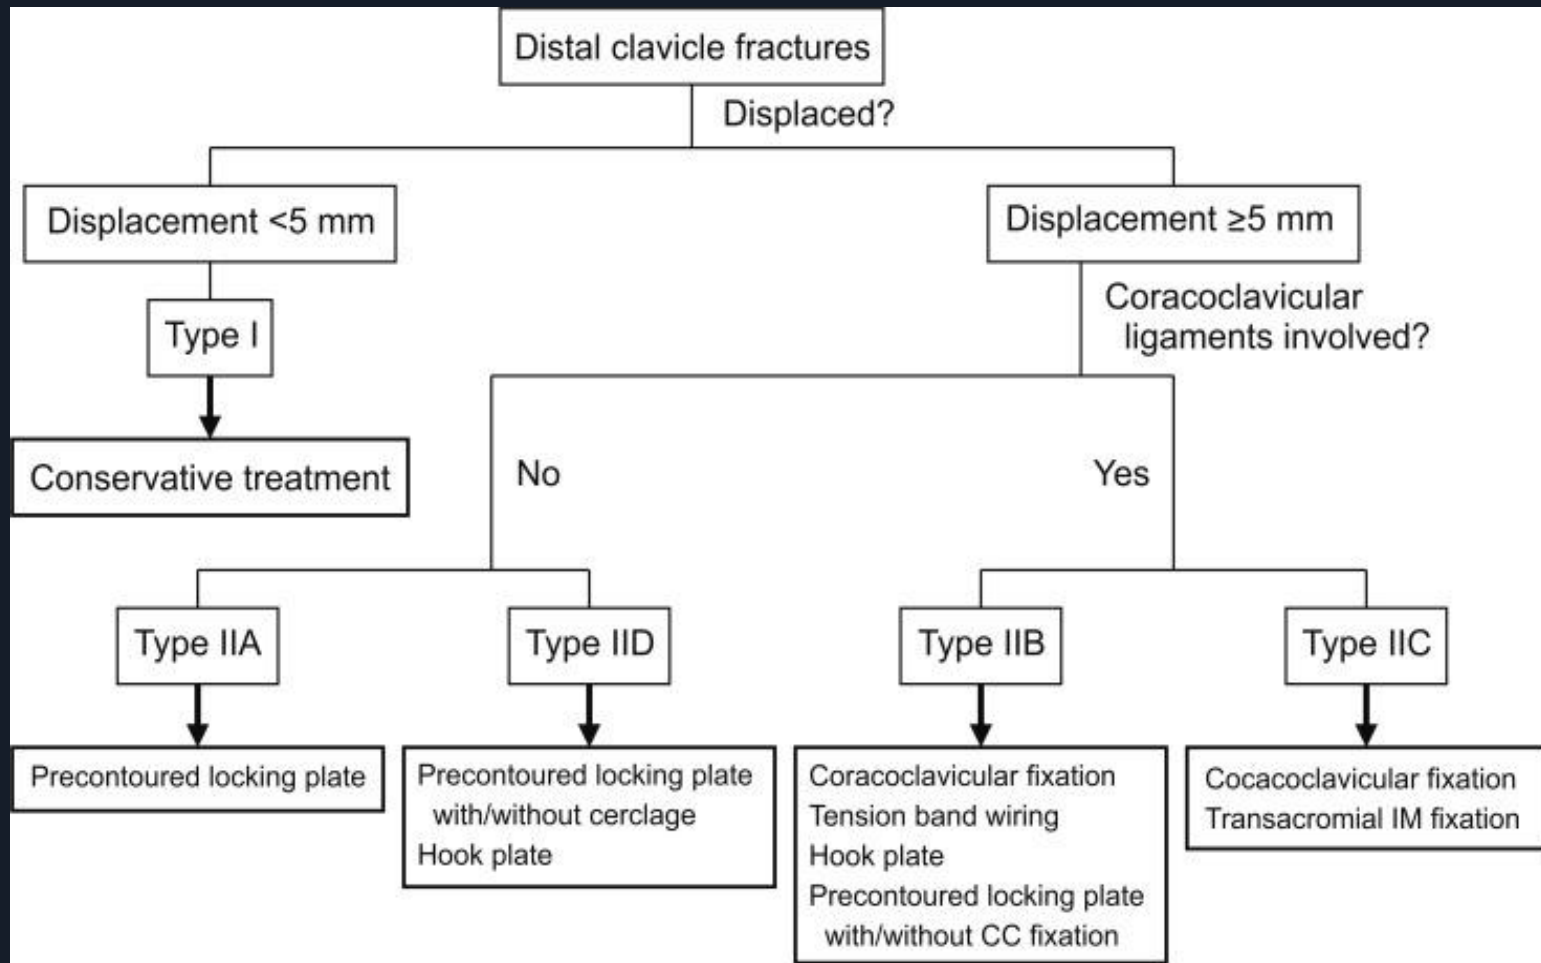 Distal clavicle fractures
Displaced?
Displacement <5 mm
Displacement ≥5 mm
Type I
Coracoclavicular
ligaments involved?
Conservative treatment
No
Yes
Type IIA
Type IID
Type IIB
Type IIC
Precontoured locking plate
Precontoured locking plate
with/without cerclage
Hook plate
Coracoclavicular fixation
Tension band wiring
Hook plate
Precontoured locking plate
with/without CC fixation
Cocacoclavicular fixation
Transacromial IM fixation